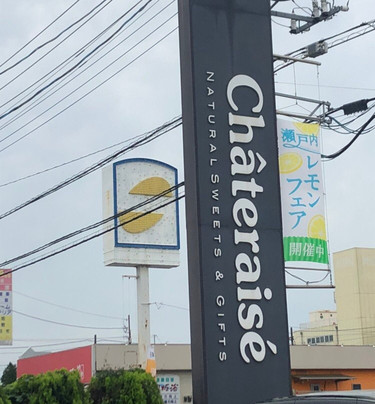 Châteraisé
NATURAL SWEETS & GIFTS
瀬戸内
レモン
フェア
開催中